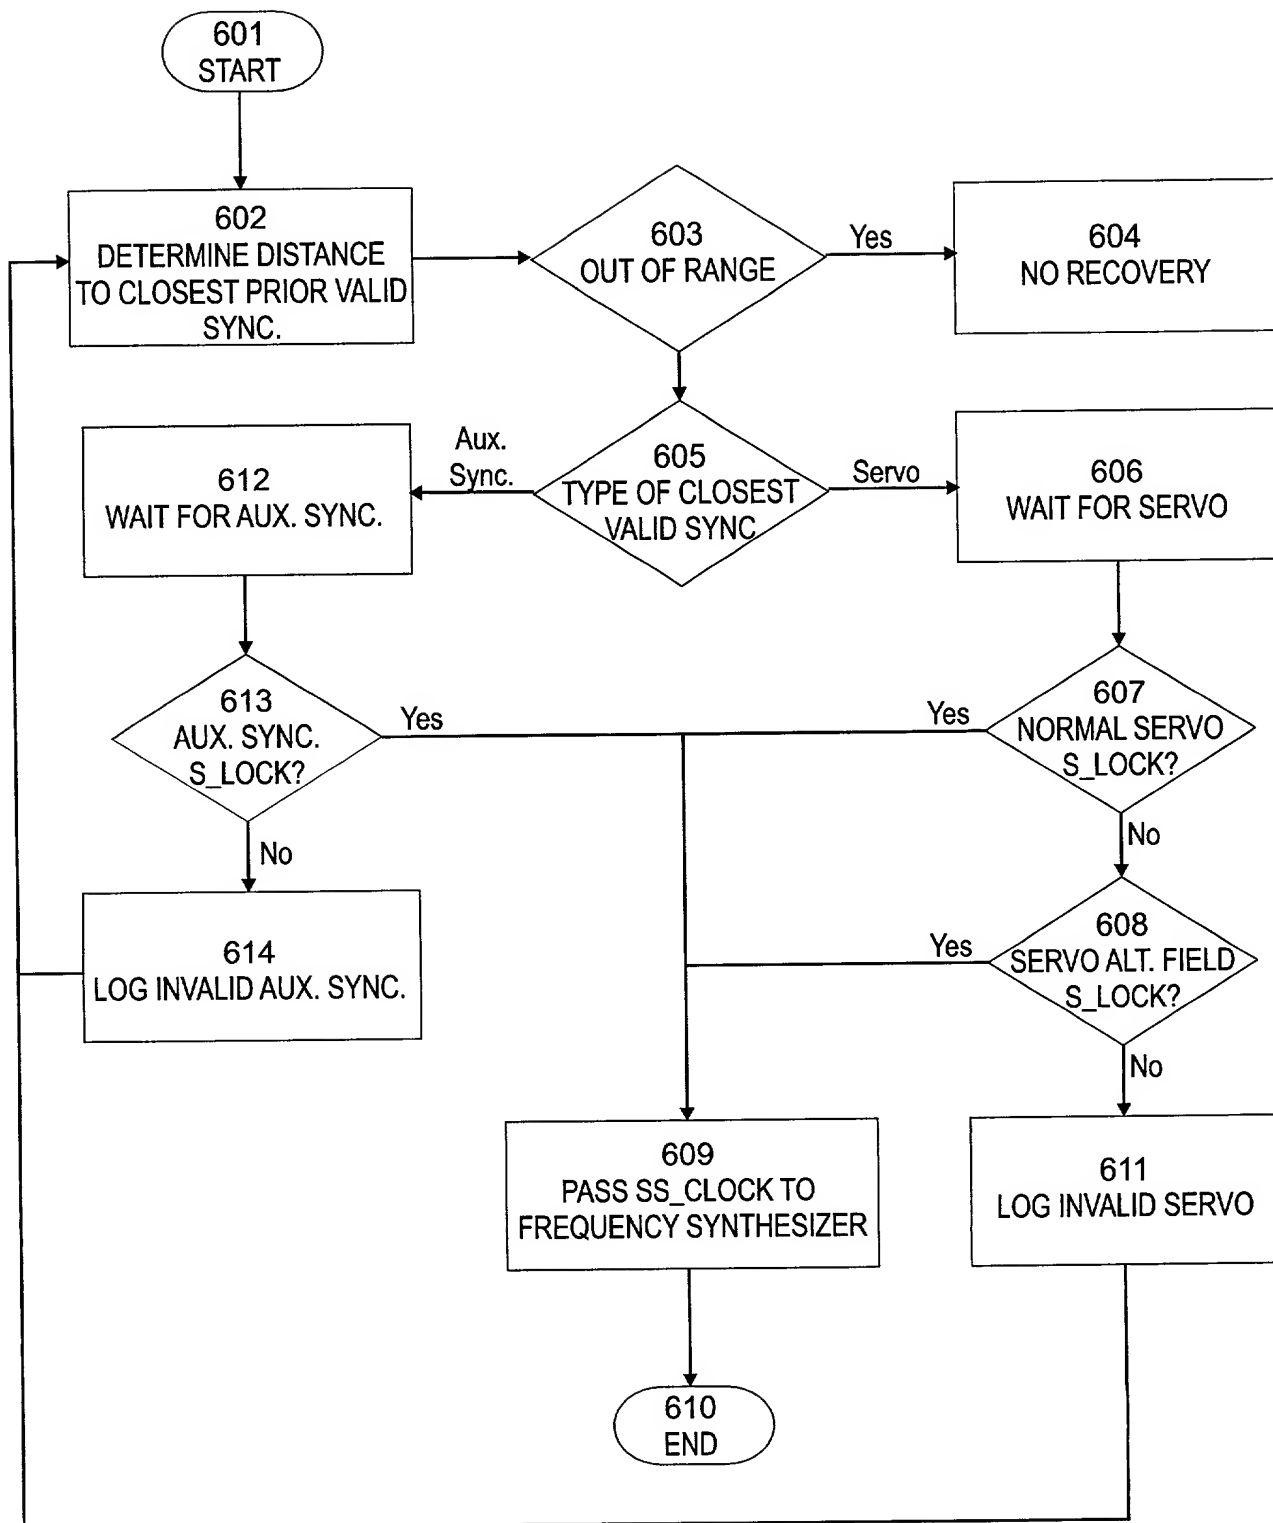 601
START
602
DETERMINE DISTANCE
TO CLOSEST PRIOR VALID
SYNC.
603
OUT OF RANGE
Yes
604
NO RECOVERY
Aux.
Sync.
605
TYPE OF CLOSEST
VALID SYNC
Servo
606
WAIT FOR SERVO
612
WAIT FOR AUX. SYNC.
613
AUX. SYNC.
S_LOCK?
Yes
Yes
607
NORMAL SERVO
S_LOCK?
No
No
614
LOG INVALID AUX. SYNC.
Yes
608
SERVO ALT. FIELD
S_LOCK?
No
609
PASS SS_CLOCK TO
FREQUENCY SYNTHESIZER
611
LOG INVALID SERVO
610
END